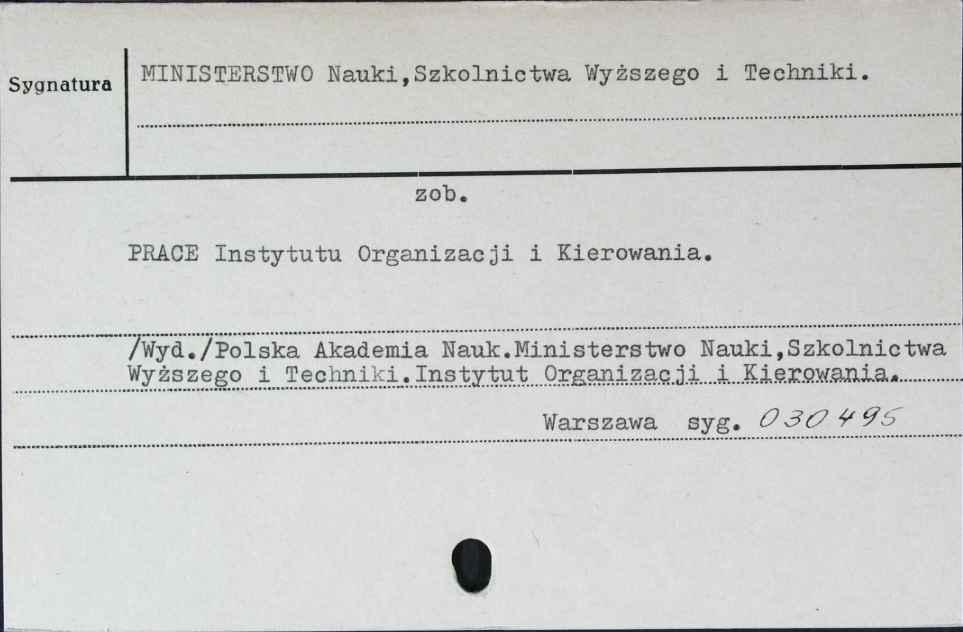 Sygnatura
MINISTERSTWO Nauki,Szkolnictwa Wyższego i Techniki.
zob.
PRACE Instytutu Organizacji i Kierowania.
/Wyd./Polska Akademia Nauk.Ministerstwo Nauki,Szkolnictwa
Wyższego i Techniki.Instytut Organizacji i Kierowania.
Warszawa syg. 030495